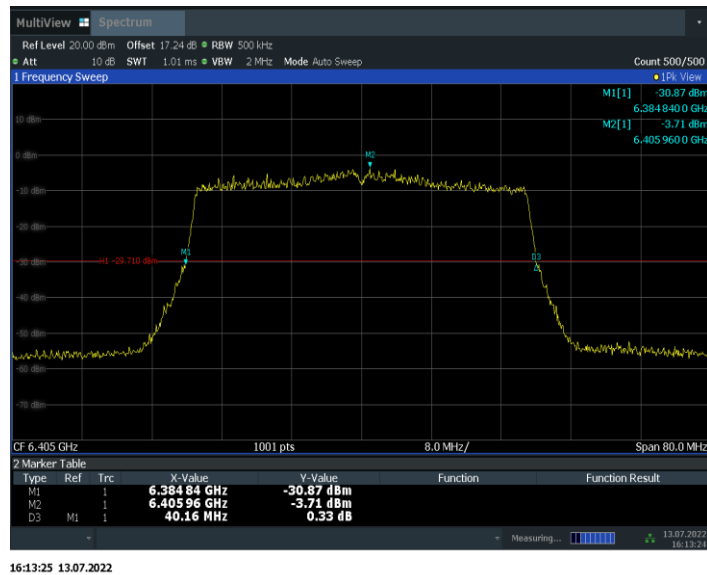 MultiView Spectrum
Ref Level 20.00 dBm Offset 17.24 dB RBW 500 kHz
Att 10 dB SWT 1.01 ms VBW 2 MHz Mode Auto Sweep Count 500/500
1 Frequency Sweep 1Pk View
M1[1] -30.87 dBm
6.3848400 GHz
10 dBm
M2[1] -3.71 dBm
6.4059600 GHz
0 dBm
M2
-10 dBm
-20 dBm
M1
D3
-30 dBm H1 -29.710 dBm
-40 dBm
-50 dBm
-60 dBm
-70 dBm
CF 6.405 GHz 1001 pts 8.0 MHz/ Span 80.0 MHz
2 Marker Table
Type Ref Trc X-Value Y-Value Function Function Result
M1 1 6.384 84 GHz -30.87 dBm
M2 1 6.405 96 GHz -3.71 dBm
D3 M1 1 40.16 MHz 0.33 dB
Measuring... 13.07.2022
16:13:24
16:13:25 13.07.2022